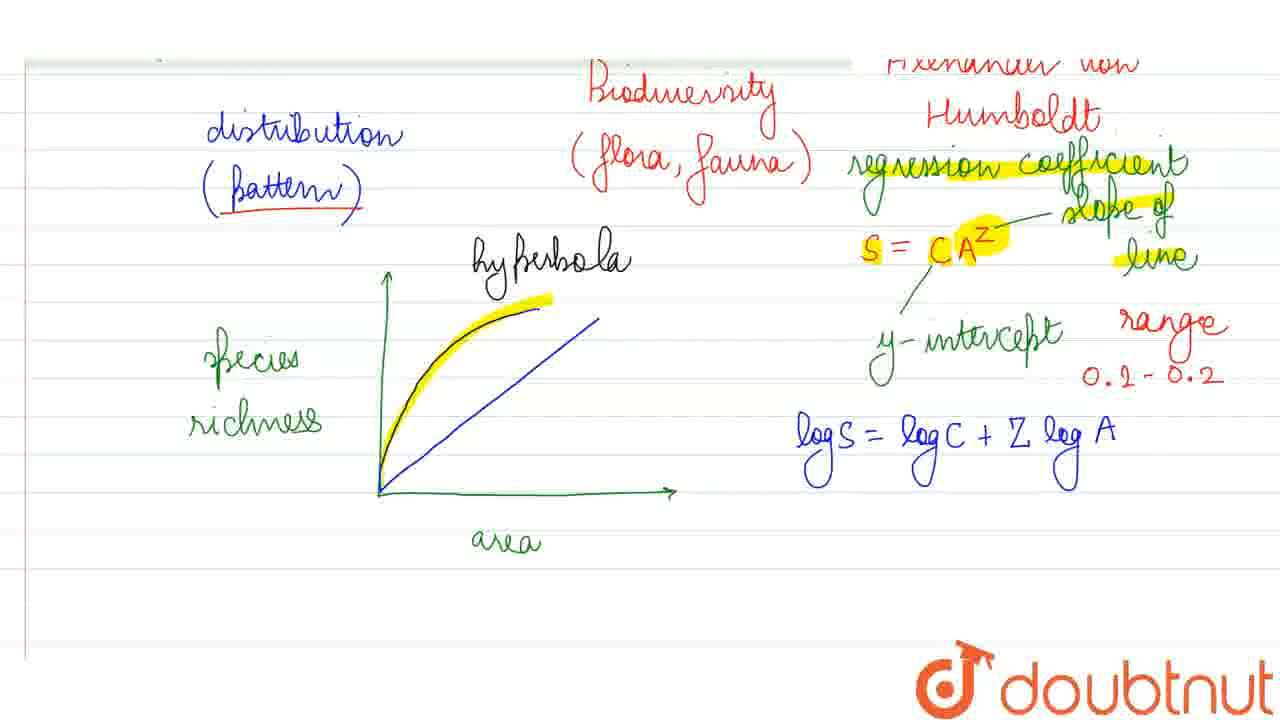 Alexander von
Humboldt
Biodiversity
(flora, fauna)
distribution
(pattern)
regression coefficient
slope of
line
S = CA^Z
y-intercept
range
0.1 - 0.2
log S = log C + Z log A
hyperbola
species
richness
area
doubtnut